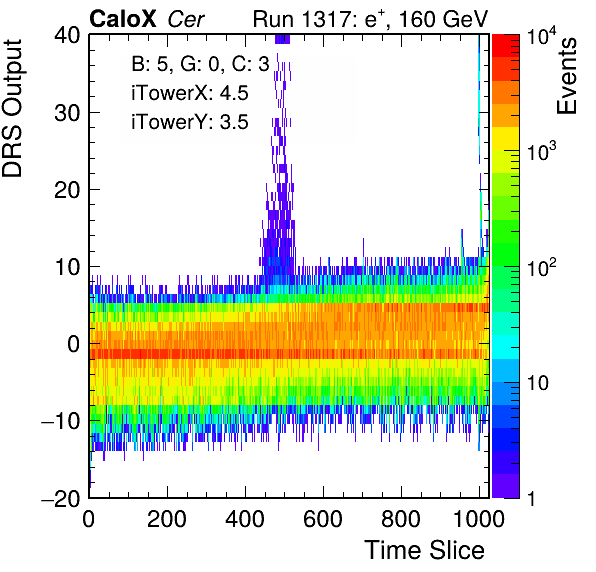 CaloX Cer Run 1317: e⁺, 160 GeV
DRS Output
Events
B: 5, G: 0, C: 3
iTowerX: 4.5
iTowerY: 3.5
40
30
20
10
0
−10
−20
0 200 400 600 800 1000
Time Slice
10⁴
10³
10²
10
1